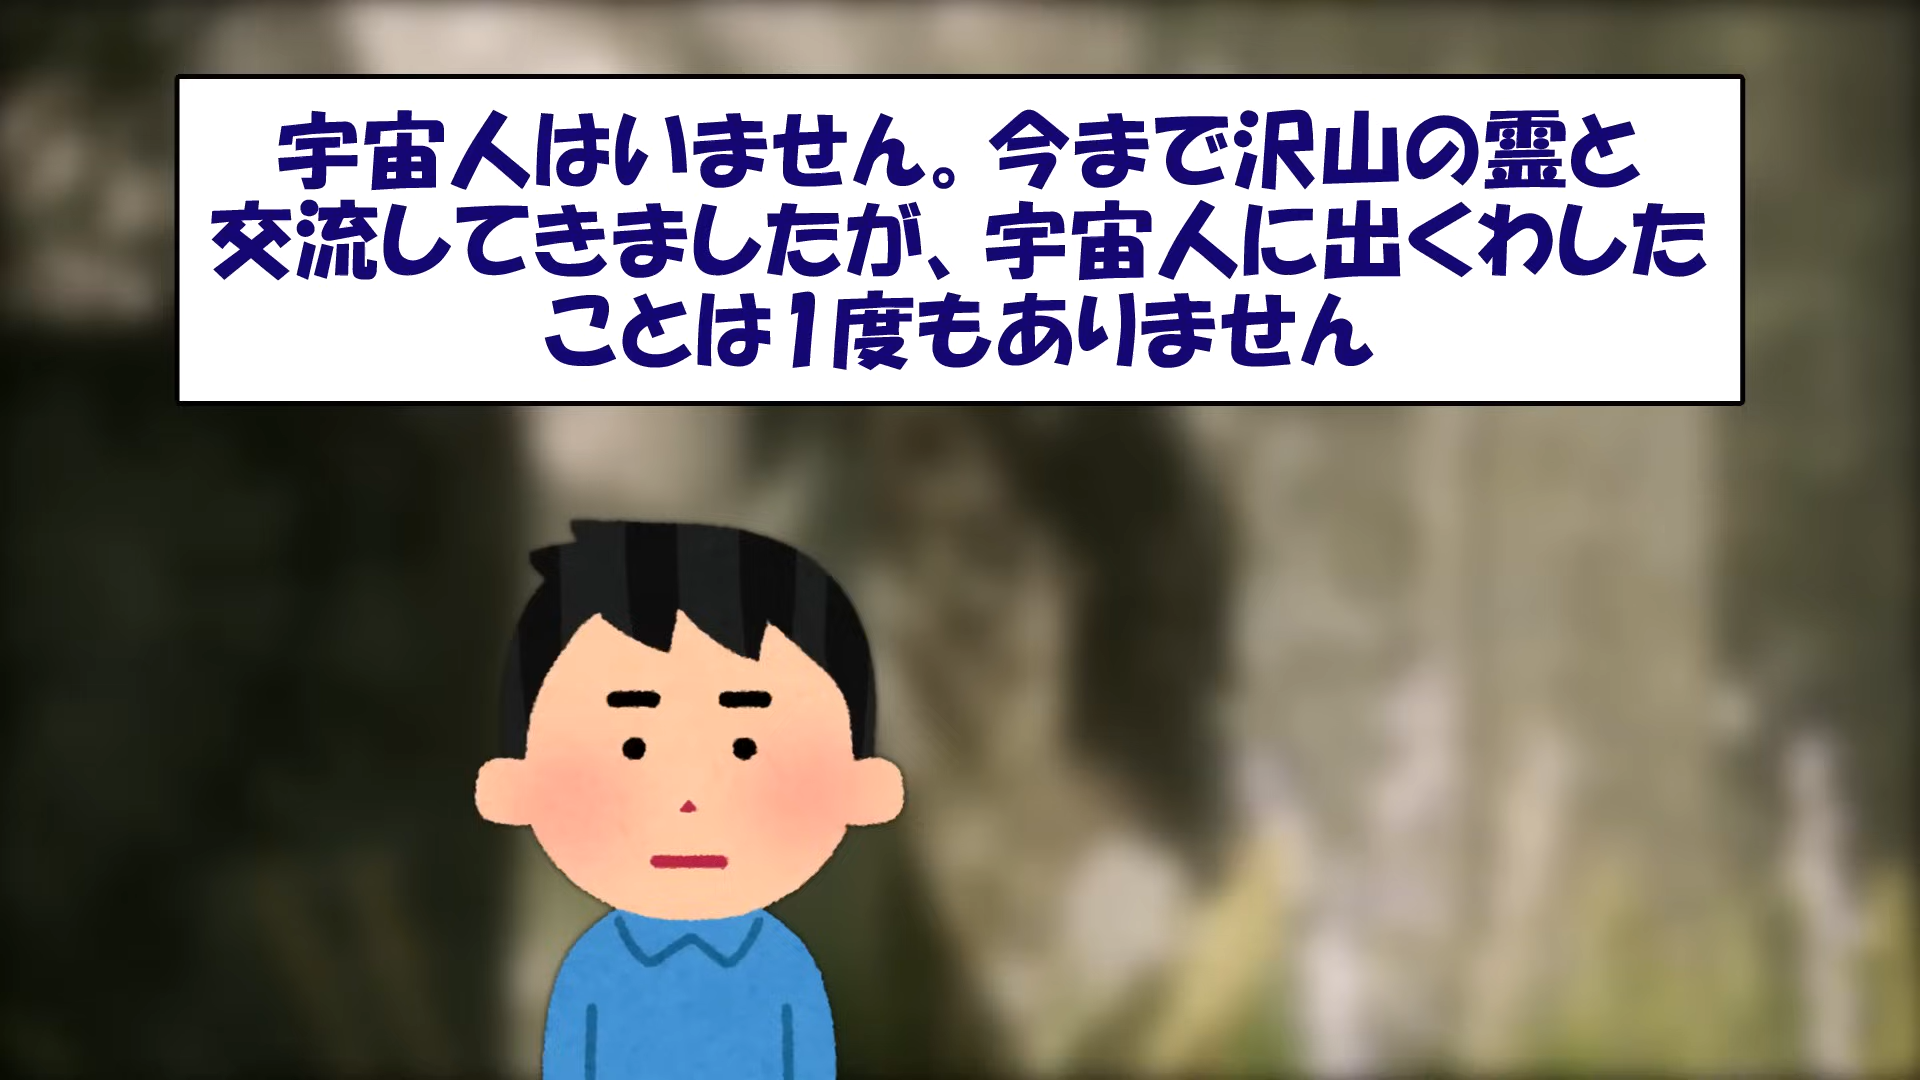 宇宙人はいません。今まで沢山の霊と
交流してきましたが、宇宙人に出くわした
ことは1度もありません